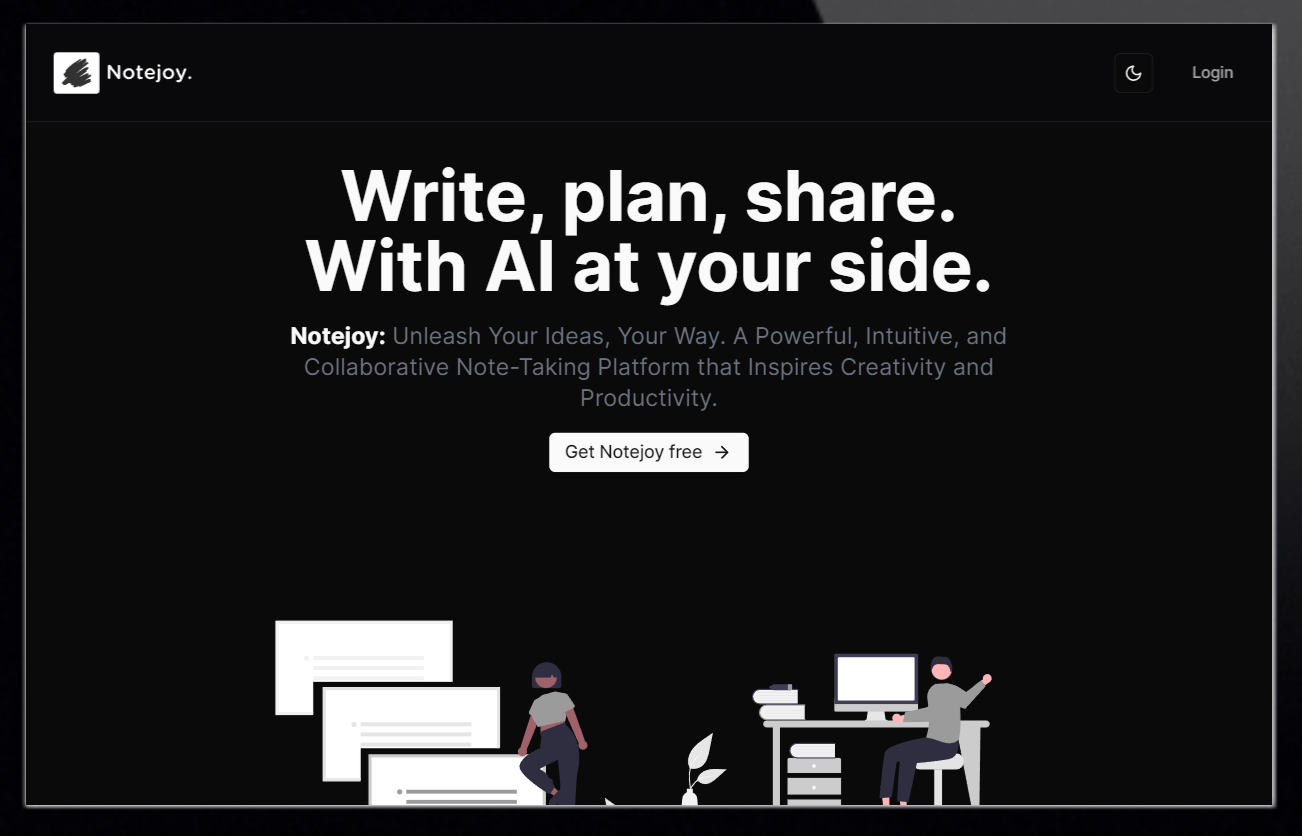 Notejoy.
Login
Write, plan, share.
With AI at your side.
Notejoy: Unleash Your Ideas, Your Way. A Powerful, Intuitive, and
Collaborative Note-Taking Platform that Inspires Creativity and
Productivity.
Get Notejoy free